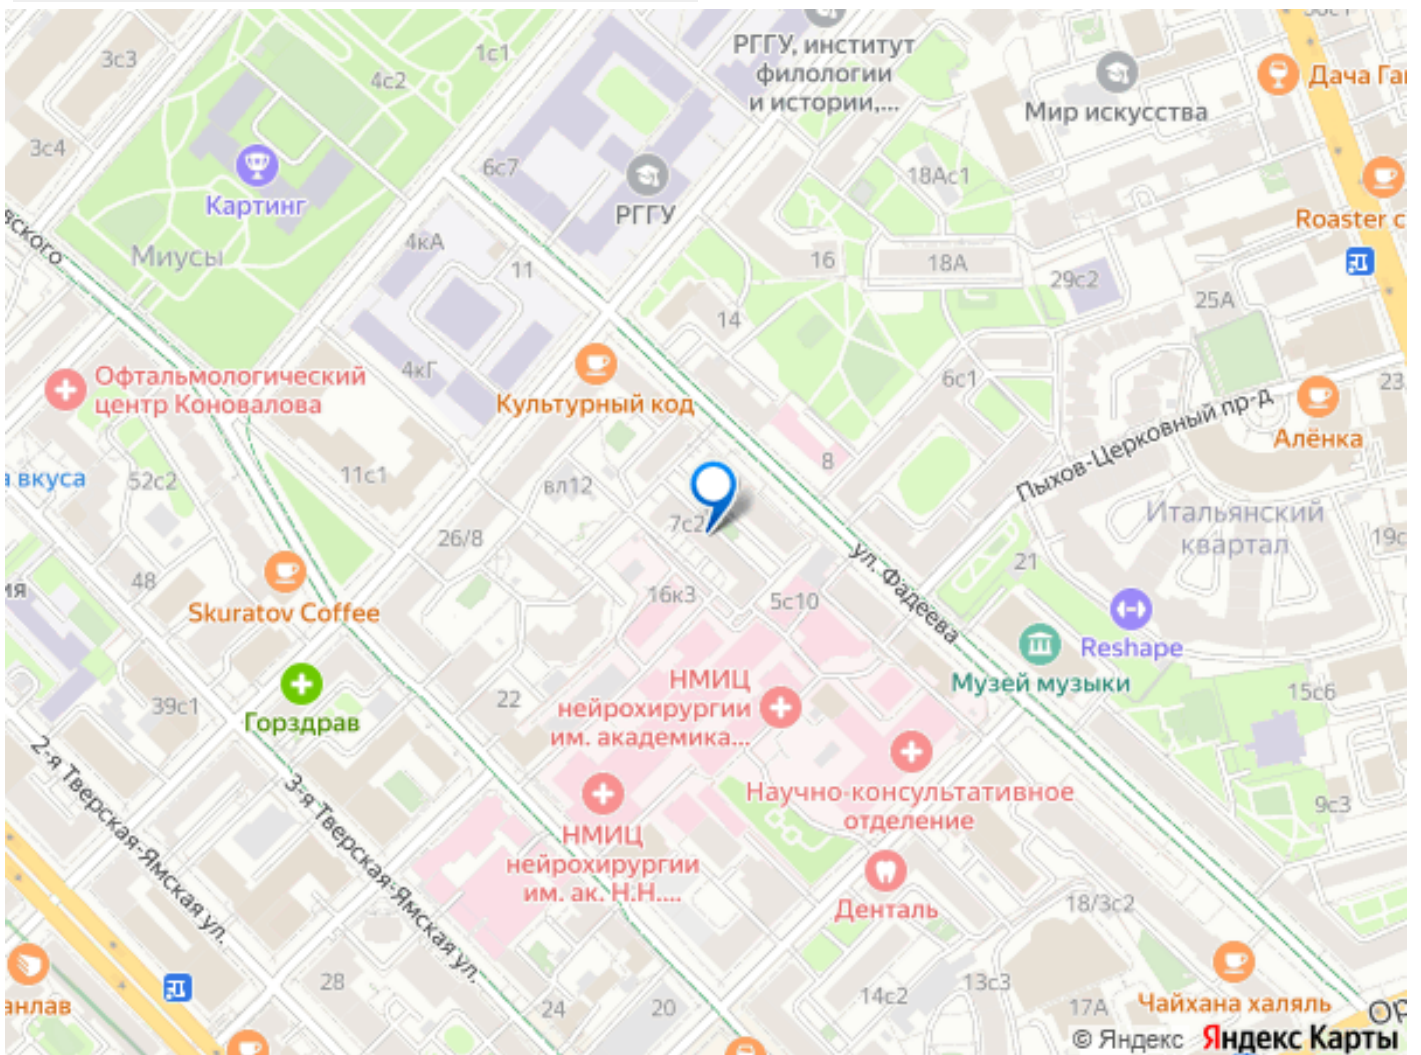 3с3
1с1
4с2
РГГУ, институт
филологии
и истории,...
Мир искусства
Дача Га
3с4
Картинг
6с7
РГГУ
18Ас1
Roaster c
Миусы
4кА
11
16
18А
29с2
25А
14
4кГ
Офтальмологический
центр Коновалова
Культурный код
6с1
23
Пыхов-Церковный пр-д
Алёнка
вкуса
52с2
11с1
вл12
8
7с2
Итальянский
квартал
19с
26/8
48
Skuratov Coffee
16к3
5с10
ул. Фадеева
21
Reshape
Музей музыки
НМИЦ
нейрохирургии
им. академика...
22
39с1
Горздрав
15с6
2-я Тверская-Ямская ул.
3-я Тверская-Ямская ул.
Научно-консультативное
отделение
9с3
НМИЦ
нейрохирургии
им. ак. Н.Н....
Денталь
18/3с2
28
24
20
14с2
13с3
17А
Чайхана халяль
анлав
© Яндекс Яндекс Карты